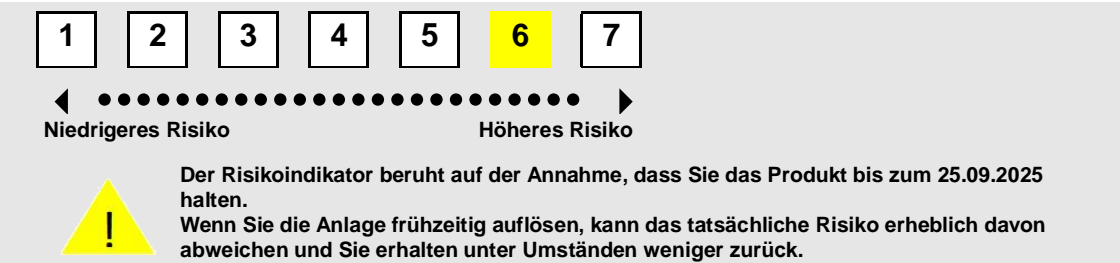 1 2 3 4 5 6 7
Niedrigeres Risiko Höheres Risiko
Der Risikoindikator beruht auf der Annahme, dass Sie das Produkt bis zum 25.09.2025
halten.
Wenn Sie die Anlage frühzeitig auflösen, kann das tatsächliche Risiko erheblich davon
abweichen und Sie erhalten unter Umständen weniger zurück.
!